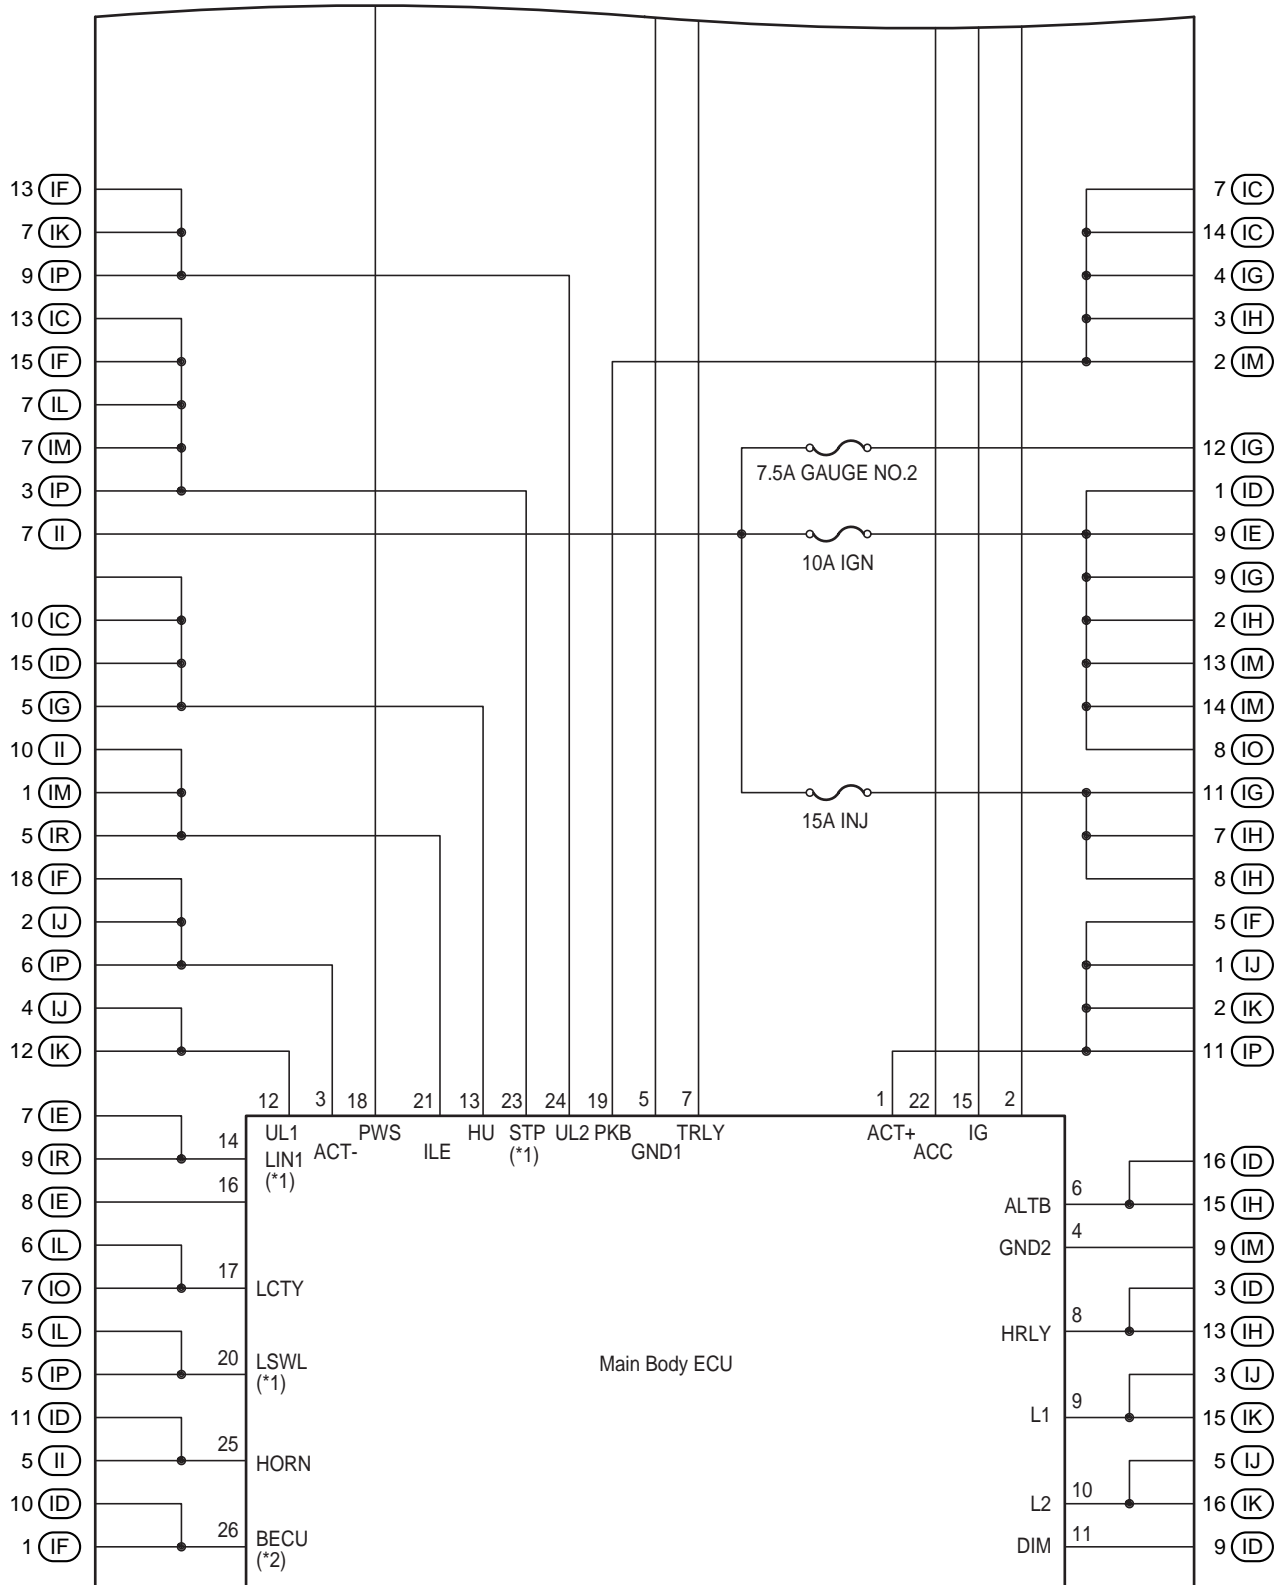 13 IF
7 IC
7 IK
14 IC
9 IP
4 IG
13 IC
3 IH
15 IF
2 IM
7 IL
7 IM
12 IG
7.5A GAUGE NO.2
3 IP
1 ID
7 II
9 IE
10A IGN
9 IG
10 IC
2 IH
15 ID
13 IM
5 IG
14 IM
10 II
8 IO
1 IM
11 IG
15A INJ
5 IR
7 IH
18 IF
8 IH
2 IJ
5 IF
6 IP
1 IJ
4 IJ
2 IK
12 IK
11 IP
12 3 18 21 13 23 24 19 5 7 1 22 15 2
7 IE
UL1 PWS HU STP UL2 PKB TRLY ACT+ IG
14
ACT- ILE (*1) GND1 ACC
9 IR
LIN1
(*1)
16 ID
16
8 IE
6
ALTB
15 IH
6 IL
4
GND2
9 IM
17
7 IO
LCTY
3 ID
5 IL
8
HRLY
13 IH
20
5 IP
LSWL
(*1)
Main Body ECU
3 IJ
11 ID
9
L1
15 IK
25
5 II
HORN
5 IJ
10 ID
10
L2
16 IK
26
1 IF
BECU
(*2)
11
DIM
9 ID